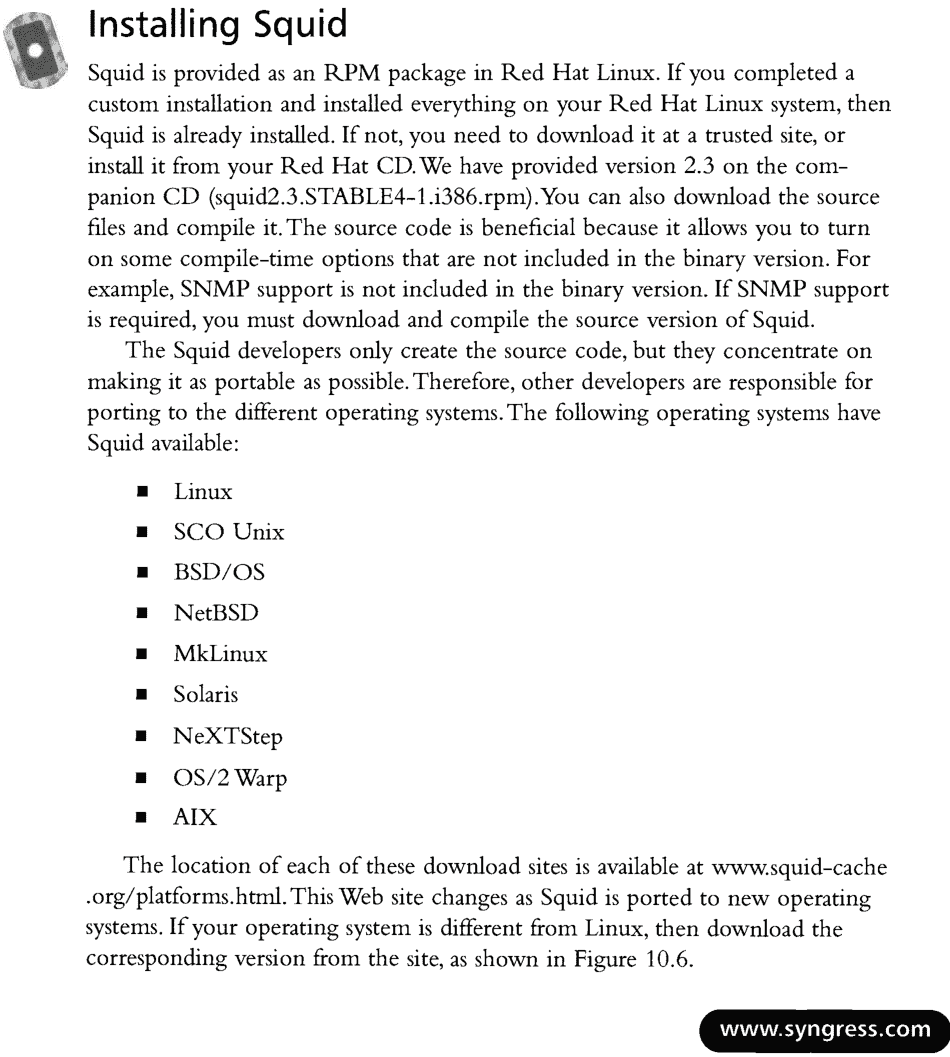 Installing Squid
Squid is provided as an RPM package in Red Hat Linux. If you completed a
custom installation and installed everything on your Red Hat Linux system, then
Squid is already installed. If not, you need to download it at a trusted site, or
install it from your Red Hat CD. We have provided version 2.3 on the com-
panion CD (squid2.3.STABLE4-1.i386.rpm). You can also download the source
files and compile it. The source code is beneficial because it allows you to turn
on some compile-time options that are not included in the binary version. For
example, SNMP support is not included in the binary version. If SNMP support
is required, you must download and compile the source version of Squid.
The Squid developers only create the source code, but they concentrate on
making it as portable as possible. Therefore, other developers are responsible for
porting to the different operating systems. The following operating systems have
Squid available:
■ Linux
■ SCO Unix
■ BSD/OS
■ NetBSD
■ MkLinux
■ Solaris
■ NeXTStep
■ OS/2 Warp
■ AIX
The location of each of these download sites is available at www.squid-cache
.org/platforms.html. This Web site changes as Squid is ported to new operating
systems. If your operating system is different from Linux, then download the
corresponding version from the site, as shown in Figure 10.6.
www.syngress.com